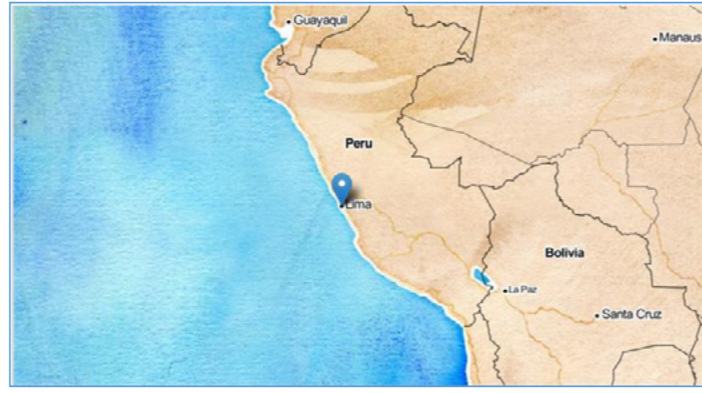 Guayaquil
Manaus
Peru
Lima
Bolivia
La Paz
Santa Cruz